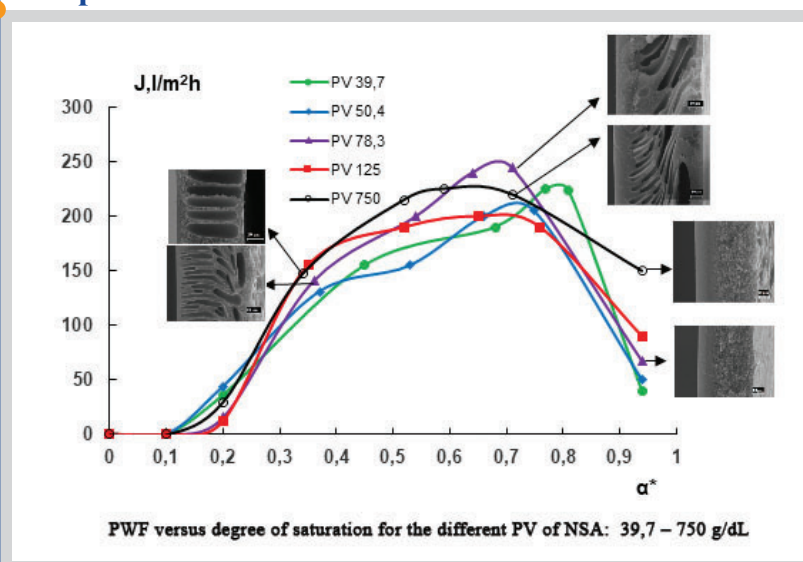 J,l/m²h
300
250
200
150
100
50
0
PV 39,7
PV 50,4
PV 78,3
PV 125
PV 750
0 0,1 0,2 0,3 0,4 0,5 0,6 0,7 0,8 0,9 1
α*
PWF versus degree of saturation for the different PV of NSA: 39,7 – 750 g/dL